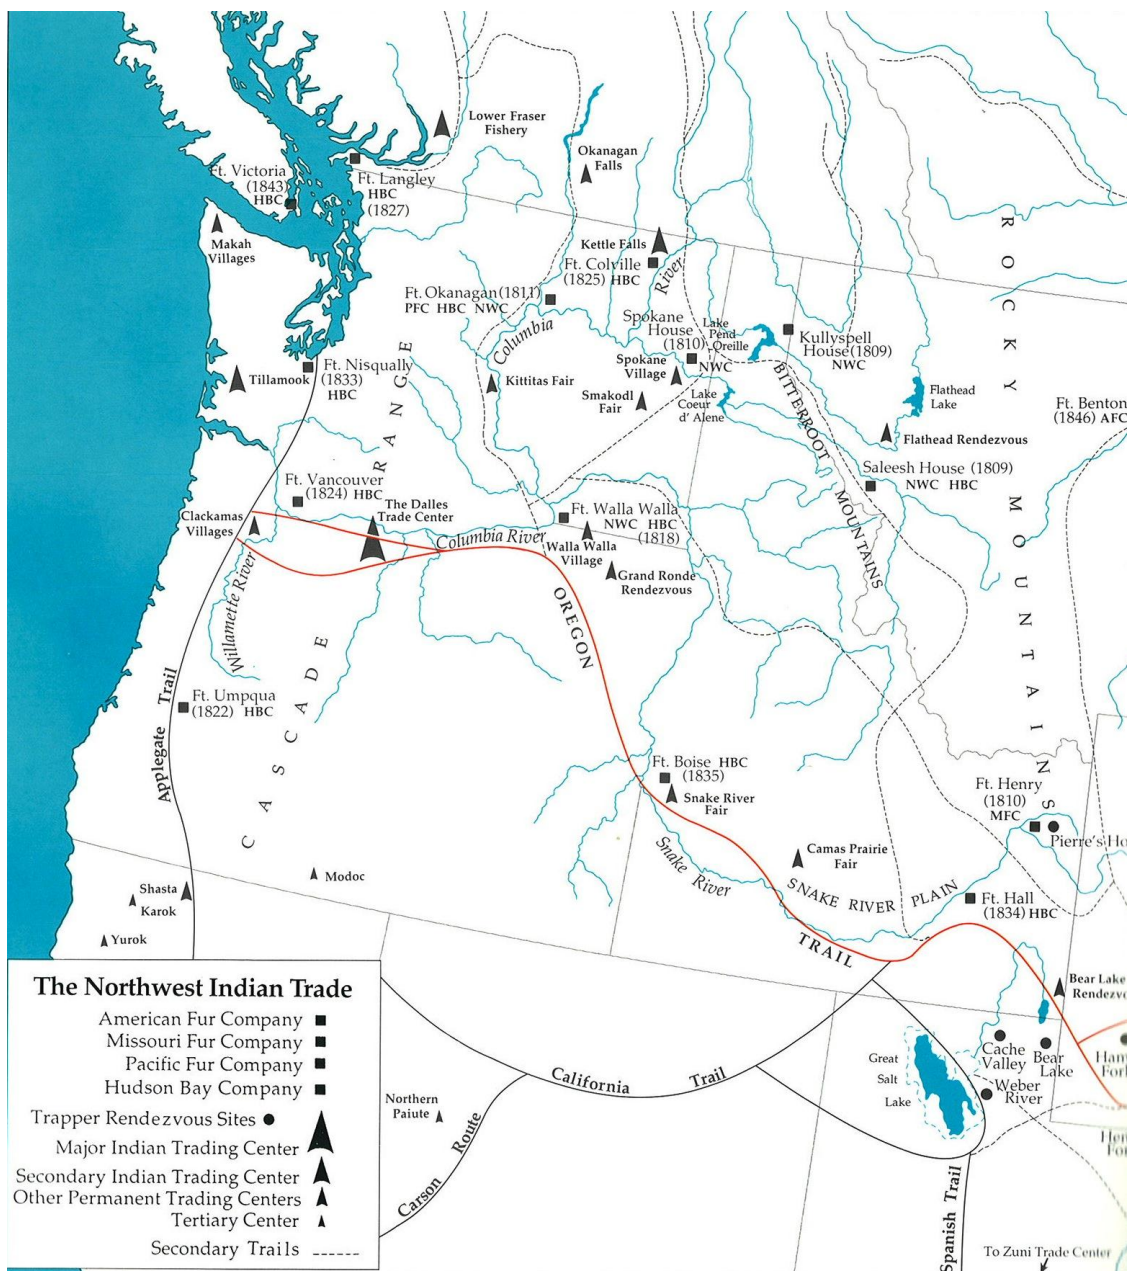 Lower Fraser
Fishery
Okanagan
Falls
Ft. Victoria
(1843)
HBC
Ft. Langley
HBC
(1827)
Makah
Villages
Kettle Falls
Ft. Colville
(1825) HBC
River
Ft. Okanagan (1811)
PFC HBC NWC
Columbia
Spokane
House
(1810)
NWC
Lake
Pend
Oreille
Kullyspell
House (1809)
NWC
ROCKY MOUNTAINS
Ft. Nisqually
(1833)
HBC
Tillamook
Kittitas Fair
Spokane
Village
Smakodl
Fair
Lake
Coeur
d' Alene
BITTERROOT MOUNTAINS
Flathead
Lake
Ft. Benton
(1846) AFC
Flathead Rendezvous
Saleesh House (1809)
NWC HBC
CASCADE RANGE
Ft. Vancouver
(1824) HBC
The Dalles
Trade Center
Clackamas
Villages
Columbia River
Ft. Walla Walla
NWC HBC
(1818)
Walla Walla
Village
Grand Ronde
Rendezvous
Willamette River
OREGON
TRAIL
Ft. Umpqua
(1822) HBC
Applegate Trail
Ft. Boise HBC
(1835)
Snake River
Fair
Snake River
Camas Prairie
Fair
SNAKE RIVER PLAIN
Ft. Henry
(1810)
MFC
Pierre's Ho
Ft. Hall
(1834) HBC
Modoc
Shasta
Karok
Yurok
Bear Lake
Rendezvo
Cache
Valley
Bear
Lake
Ham
Fork
Weber
River
Great
Salt
Lake
California Trail
Northern
Paiute
Carson Route
Spanish Trail
To Zuni Trade Center
The Northwest Indian Trade
American Fur Company
Missouri Fur Company
Pacific Fur Company
Hudson Bay Company
Trapper Rendezvous Sites
Major Indian Trading Center
Secondary Indian Trading Center
Other Permanent Trading Centers
Tertiary Center
Secondary Trails